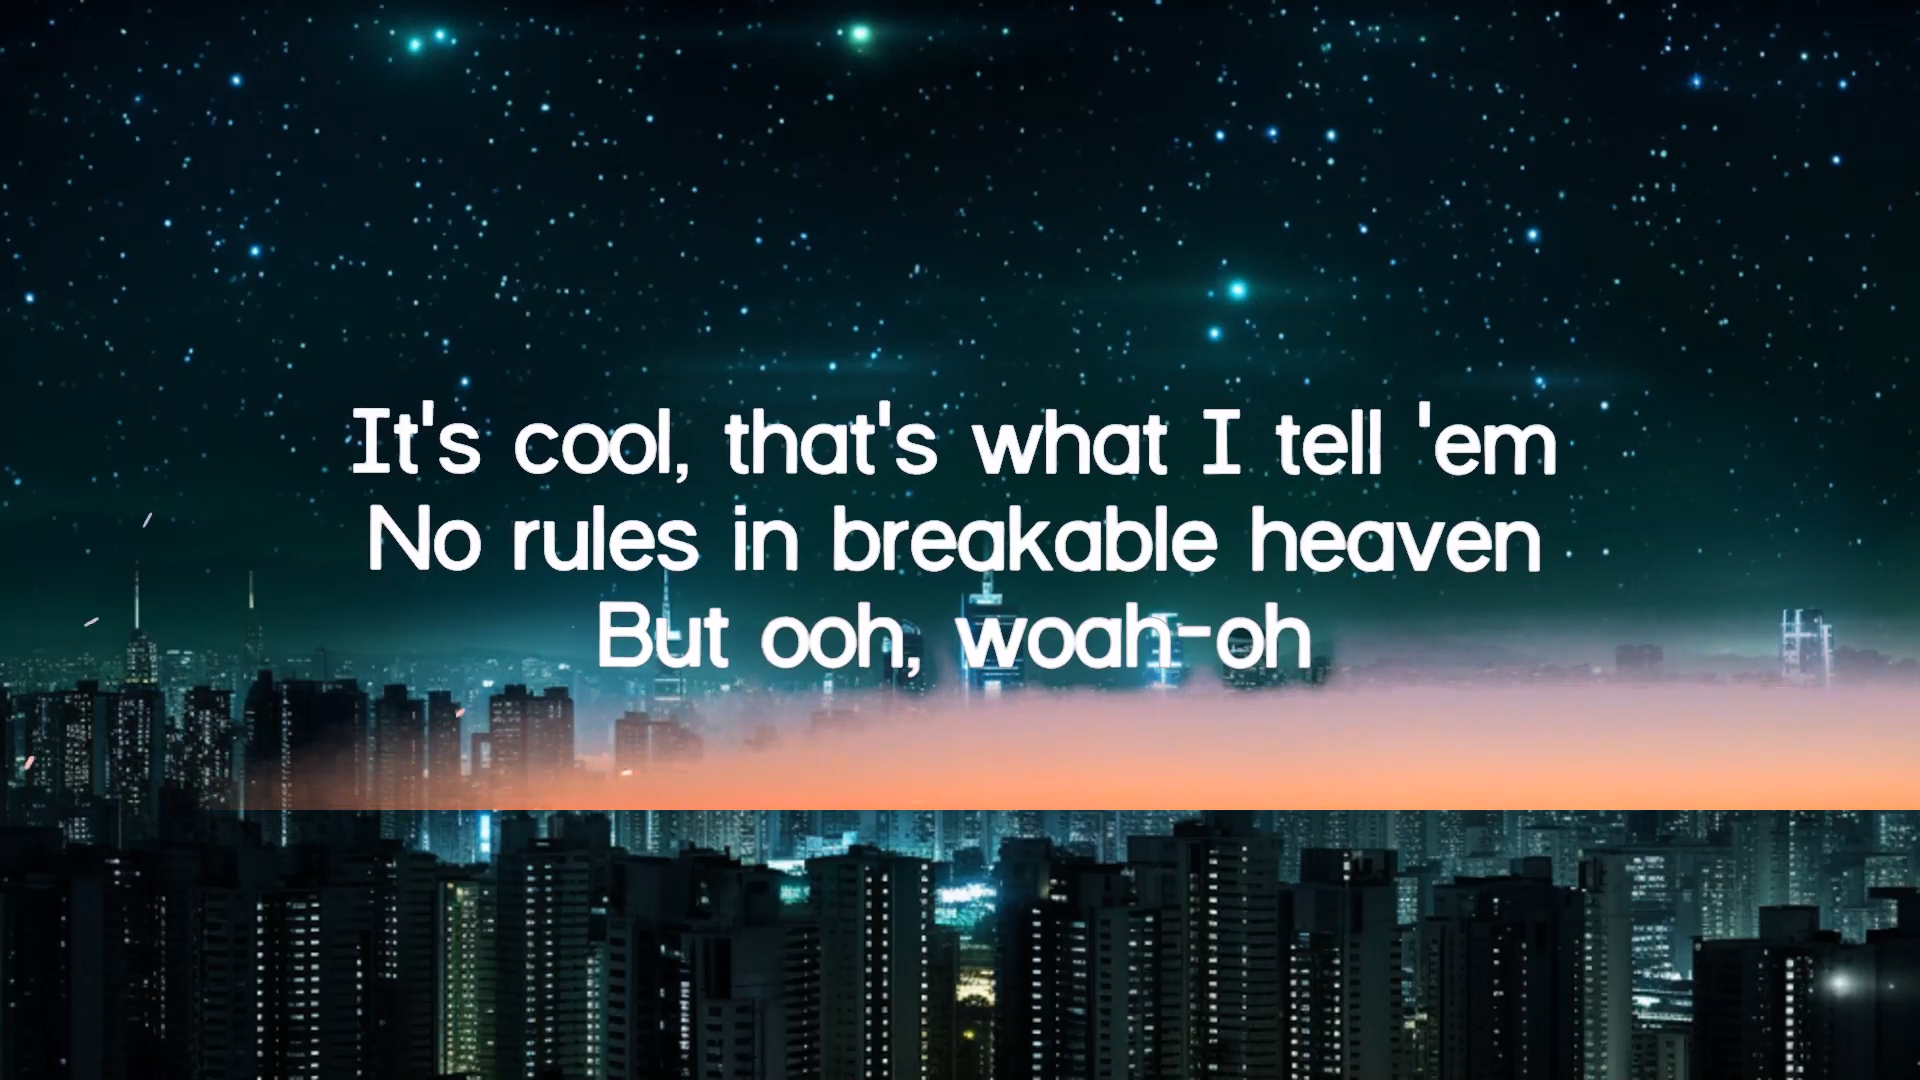 It's cool, that's what I tell 'em
No rules in breakable heaven
But ooh, woah-oh